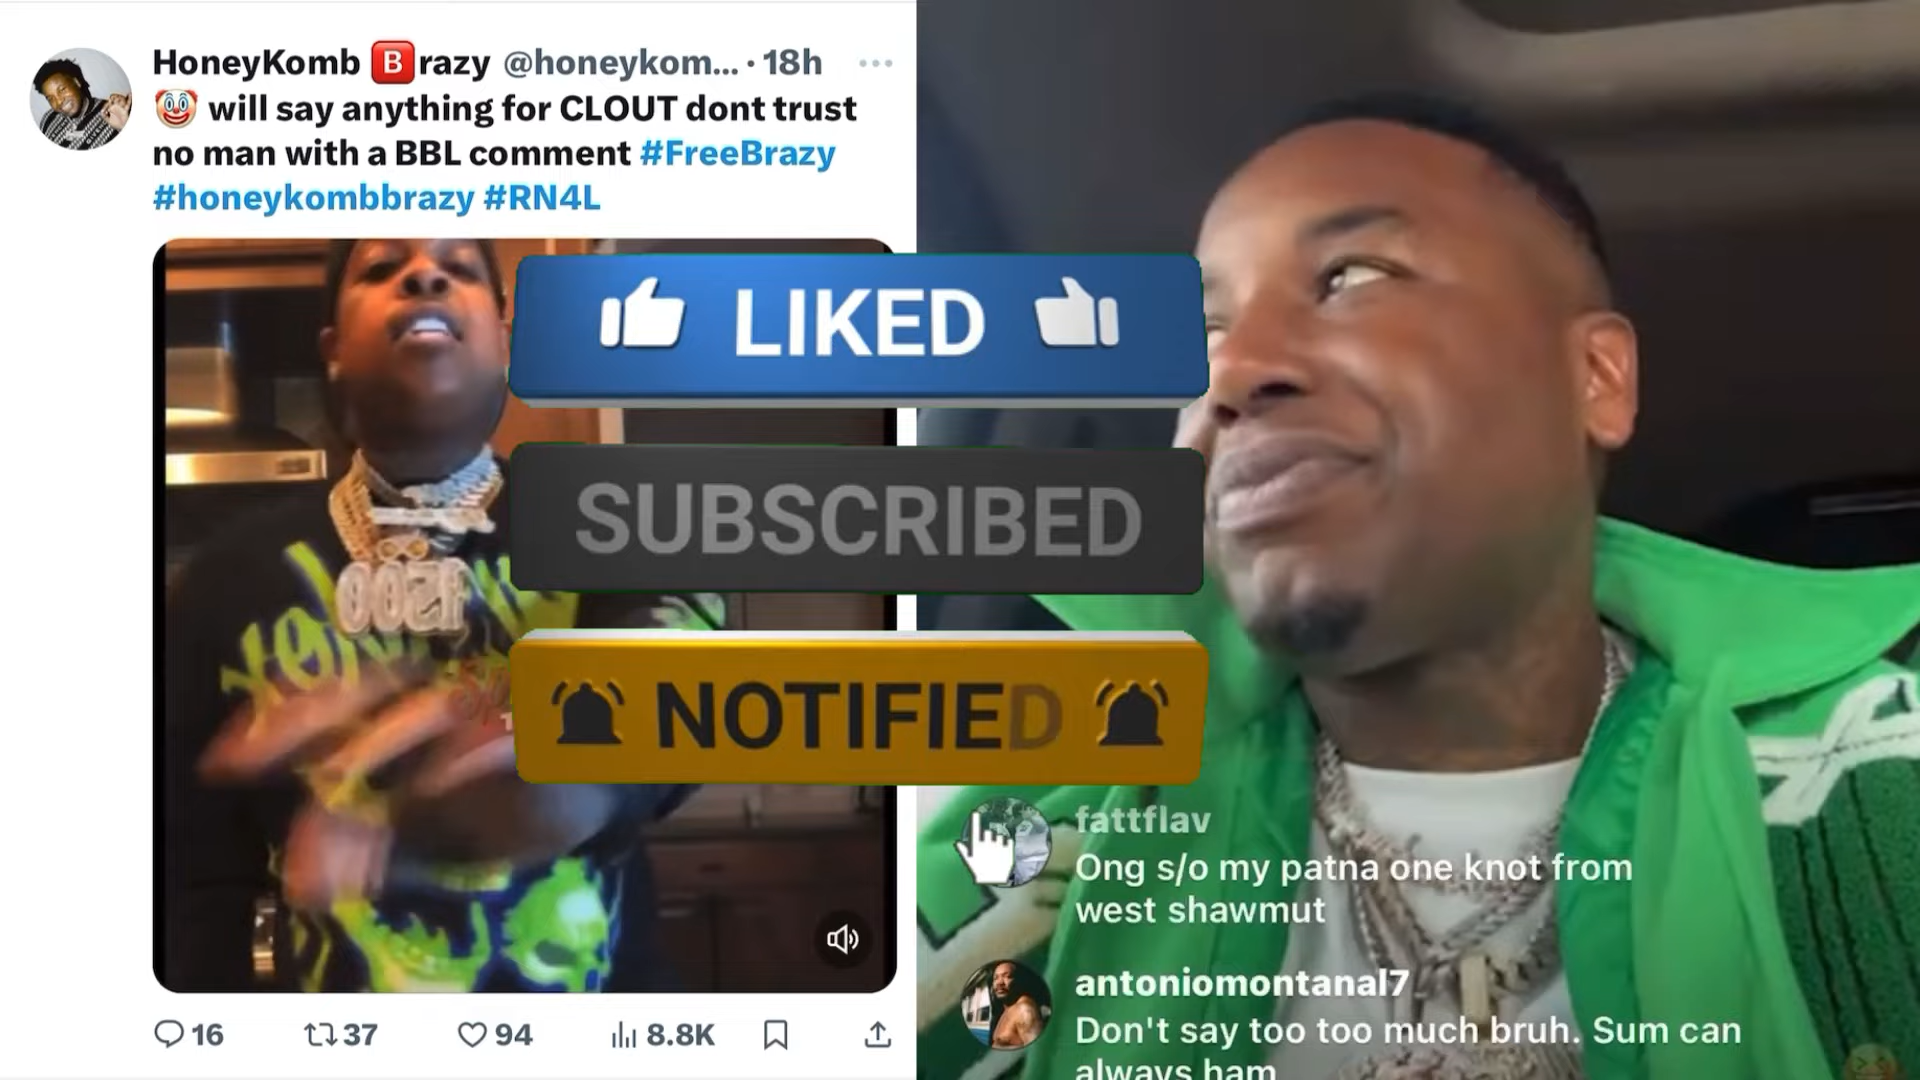 HoneyKomb 🅱razy @honeykom... · 18h
🤡 will say anything for CLOUT dont trust
no man with a BBL comment #FreeBrazy
#honeykombbrazy #RN4L
LIKED
SUBSCRIBED
NOTIFIED
16 37 94 8.8K
fattflav
Ong s/o my patna one knot from
west shawmut
antoniomontanal7
Don't say too too much bruh. Sum can
always ham